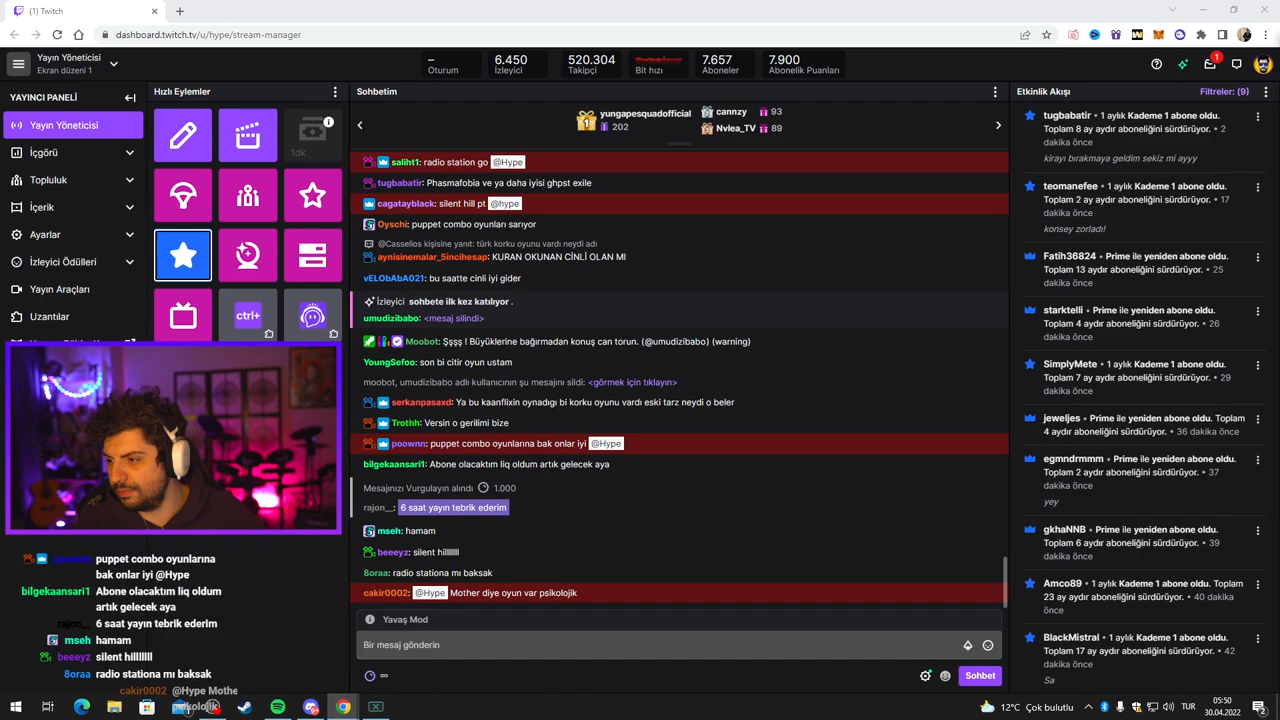 (1) Twitch
dashboard.twitch.tv/u/hype/stream-manager
Yayın Yöneticisi
Ekran düzeni 1
–
Oturum
6.450
İzleyici
520.304
Takipçi
Bit hızı
7.657
Aboneler
7.900
Abonelik Puanları
1
YAYINCI PANELİ
Yayın Yöneticisi
İçgörü
Topluluk
İçerik
Ayarlar
İzleyici Ödülleri
Yayın Araçları
Uzantılar
Hızlı Eylemler
1dk
ctrl+
Sohbetim
1
yungapesquadofficial
202
cannzy 93
Nvlea_TV 89
saliht1: radio station go @Hype
tugbabatir: Phasmafobia ve ya daha iyisi ghpst exile
cagatayblack: silent hill pt @hype
Oyschi: puppet combo oyunları sarıyor
@Casselios kişisine yanıt: türk korku oyunu vardı neydi adı
aynisinemalar_5incihesap: KURAN OKUNAN CİNLİ OLAN MI
vELObAbA021: bu saatte cinli iyi gider
İzleyici sohbete ilk kez katılıyor .
umudizibabo: <mesaj silindi>
Moobot: Şşşş ! Büyüklerine bağırmadan konuş can torun. (@umudizibabo) (warning)
YoungSefoo: son bi citir oyun ustam
moobot, umudizibabo adlı kullanıcının şu mesajını sildi: <görmek için tıklayın>
serkanpasaxd: Ya bu kaanflixin oynadıgı bi korku oyunu vardı eski tarz neydi o beler
Trothh: Versin o gerilimi bize
poownn: puppet combo oyunlarına bak onlar iyi @Hype
bilgekaansari1: Abone olacaktım liq oldum artık gelecek aya
Mesajınızı Vurgulayın alındı 1.000
rajon__: 6 saat yayın tebrik ederim
mseh: hamam
beeeyz: silent hilllllll
8oraa: radio stationa mı baksak
cakir0002: @Hype Mother diye oyun var psikolojik
Yavaş Mod
Bir mesaj gönderin
∞
Sohbet
Etkinlik Akışı
Filtreler: (9)
tugbabatir • 1 aylık Kademe 1 abone oldu.
Toplam 8 ay aboneliğini sürdürüyor. • 2
dakika önce
kirayı bırakmaya geldim sekiz mi ayyy
teomanefee • 1 aylık Kademe 1 abone oldu.
Toplam 2 ay aboneliğini sürdürüyor. • 17
dakika önce
konsey zorladı!
Fatih36824 • Prime ile yeniden abone oldu.
Toplam 13 ay aboneliğini sürdürüyor. • 25
dakika önce
starktelli • Prime ile yeniden abone oldu.
Toplam 4 ay aboneliğini sürdürüyor. • 26
dakika önce
SimplyMete • 1 aylık Kademe 1 abone oldu.
Toplam 7 ay aboneliğini sürdürüyor. • 29
dakika önce
jeweljes • Prime ile yeniden abone oldu. Toplam
4 ay aboneliğini sürdürüyor. • 36 dakika önce
egmndrmmm • Prime ile yeniden abone oldu.
Toplam 2 ay aboneliğini sürdürüyor. • 37
dakika önce
yey
gkhaNNB • Prime ile yeniden abone oldu.
Toplam 6 ay aboneliğini sürdürüyor. • 39
dakika önce
Amco89 • 1 aylık Kademe 1 abone oldu. Toplam
23 ay aboneliğini sürdürüyor. • 40 dakika
önce
BlackMistral • 1 aylık Kademe 1 abone oldu.
Toplam 17 ay aboneliğini sürdürüyor. • 42
dakika önce
Sa
poownn puppet combo oyunlarına
bak onlar iyi @Hype
bilgekaansari1 Abone olacaktım liq oldum
artık gelecek aya
rajon__ 6 saat yayın tebrik ederim
mseh hamam
beeeyz silent hilllllll
8oraa radio stationa mı baksak
cakir0002 @Hype Mothe
psikolojik
12°C Çok bulutlu
TUR
05:50
30.04.2022
2